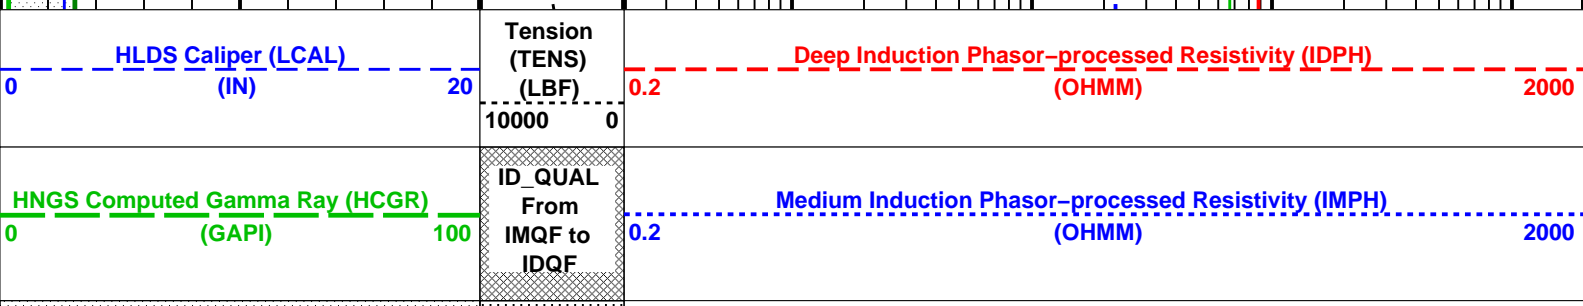 HLDS Caliper (LCAL)
0 (IN) 20
Tension
(TENS)
(LBF)
10000 0
Deep Induction Phasor−processed Resistivity (IDPH)
0.2 (OHMM) 2000
HNGS Computed Gamma Ray (HCGR)
0 (GAPI) 100
ID_QUAL
From
IMQF to
IDQF
Medium Induction Phasor−processed Resistivity (IMPH)
0.2 (OHMM) 2000